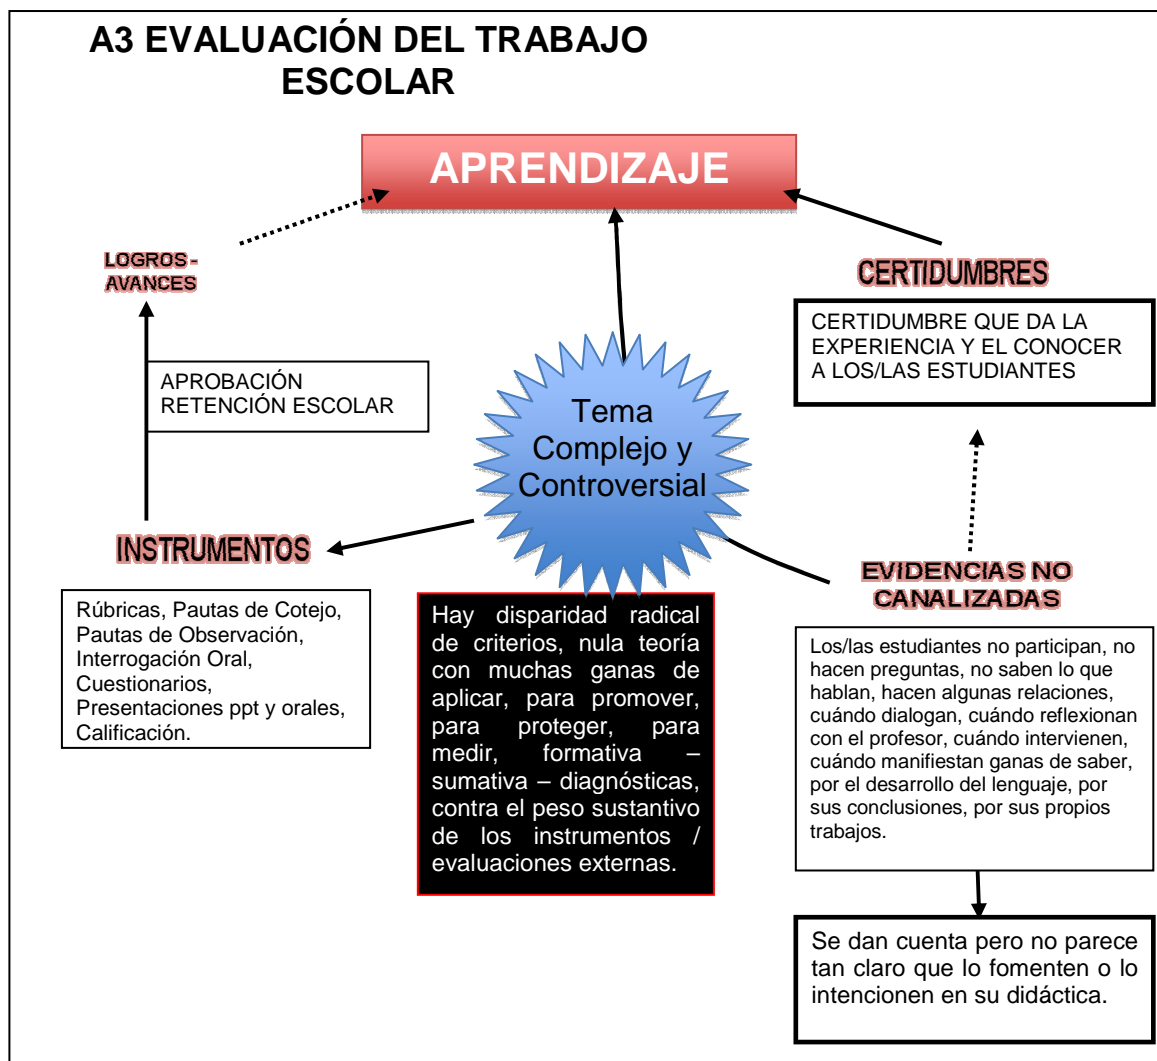 A3 EVALUACIÓN DEL TRABAJO
ESCOLAR
APRENDIZAJE
LOGROS -
AVANCES
CERTIDUMBRES
CERTIDUMBRE QUE DA LA
EXPERIENCIA Y EL CONOCER
A LOS/LAS ESTUDIANTES
APROBACIÓN
RETENCIÓN ESCOLAR
Tema
Complejo y
Controversial
INSTRUMENTOS
Rúbricas, Pautas de Cotejo,
Pautas de Observación,
Interrogación Oral,
Cuestionarios,
Presentaciones ppt y orales,
Calificación.
Hay disparidad radical
de criterios, nula teoría
con muchas ganas de
aplicar, para promover,
para proteger, para
medir, formativa –
sumativa – diagnósticas,
contra el peso sustantivo
de los instrumentos /
evaluaciones externas.
EVIDENCIAS NO
CANALIZADAS
Los/las estudiantes no participan, no
hacen preguntas, no saben lo que
hablan, hacen algunas relaciones,
cuándo dialogan, cuándo reflexionan
con el profesor, cuándo intervienen,
cuándo manifiestan ganas de saber,
por el desarrollo del lenguaje, por
sus conclusiones, por sus propios
trabajos.
Se dan cuenta pero no parece
tan claro que lo fomenten o lo
intencionen en su didáctica.